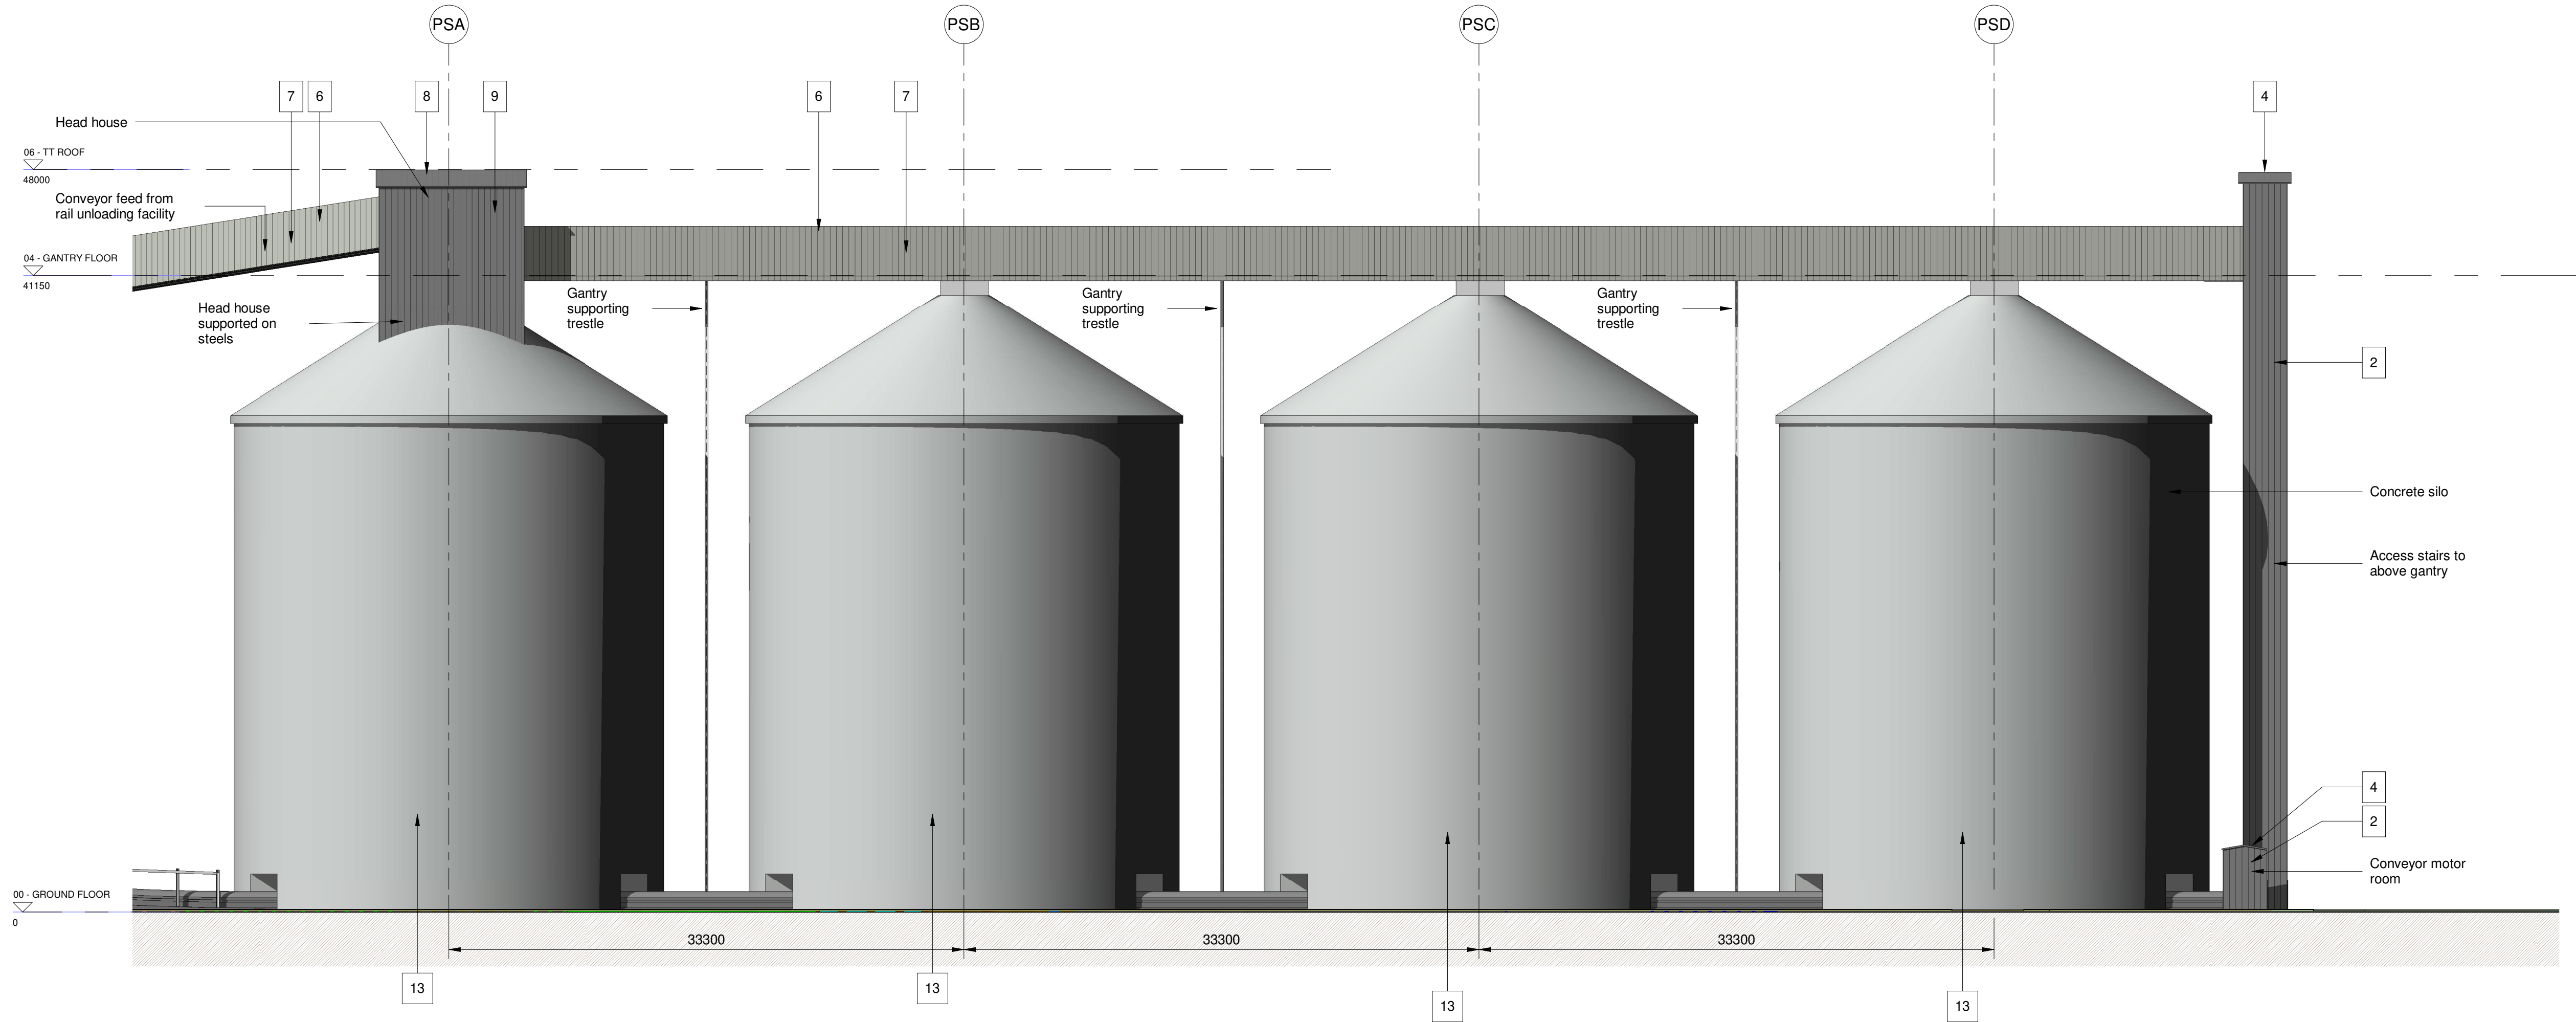 PSA
PSB
PSC
PSD
7
6
8
9
6
7
4
Head house
06 - TT ROOF
48000
Conveyor feed from
rail unloading facility
04 - GANTRY FLOOR
41150
Head house
supported on
steels
Gantry
supporting
trestle
Gantry
supporting
trestle
Gantry
supporting
trestle
2
Concrete silo
Access stairs to
above gantry
4
2
Conveyor motor
room
00 - GROUND FLOOR
0
33300
33300
33300
13
13
13
13